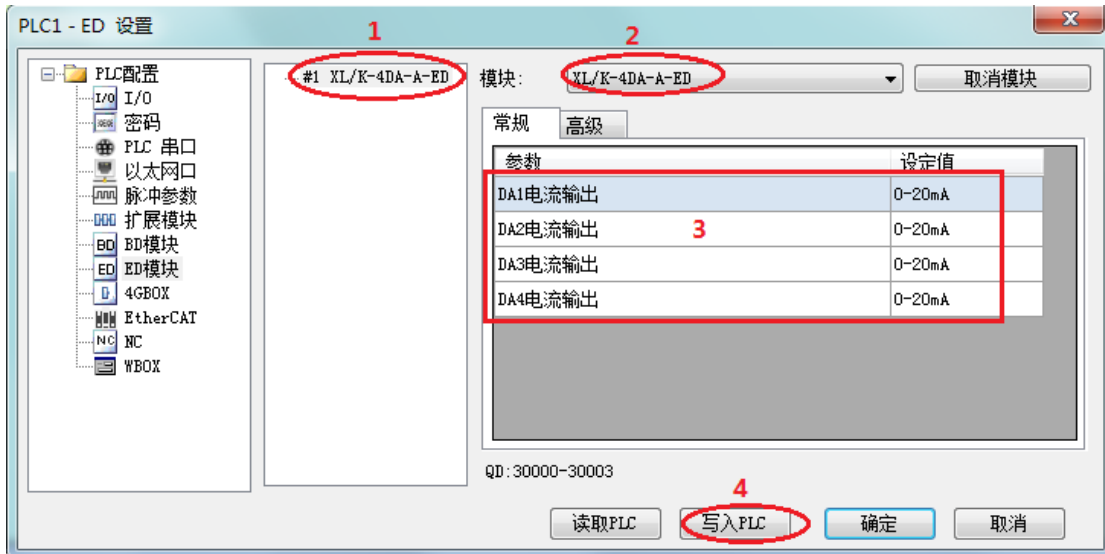 PLC1 - ED 设置
1
2
PLC配置
I/O
密码
PLC 串口
以太网口
脉冲参数
扩展模块
BD模块
ED模块
4GBOX
EtherCAT
NC
WBOX
#1 XL/K-4DA-A-ED
模块:
XL/K-4DA-A-ED
取消模块
常规
高级
参数 设定值
DA1电流输出 0-20mA
DA2电流输出 3 0-20mA
DA3电流输出 0-20mA
DA4电流输出 0-20mA
QD:30000-30003
4
读取PLC 写入PLC 确定 取消